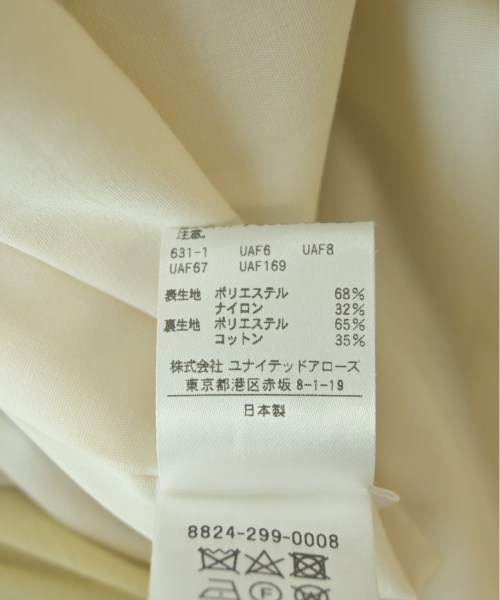 注意。
631-1 UAF6 UAF8
UAF67 UAF169
表生地 ポリエステル 68%
ナイロン 32%
裏生地 ポリエステル 65%
コットン 35%
株式会社 ユナイテッドアローズ
東京都港区赤坂 8-1-19
日本製
8824-299-0008